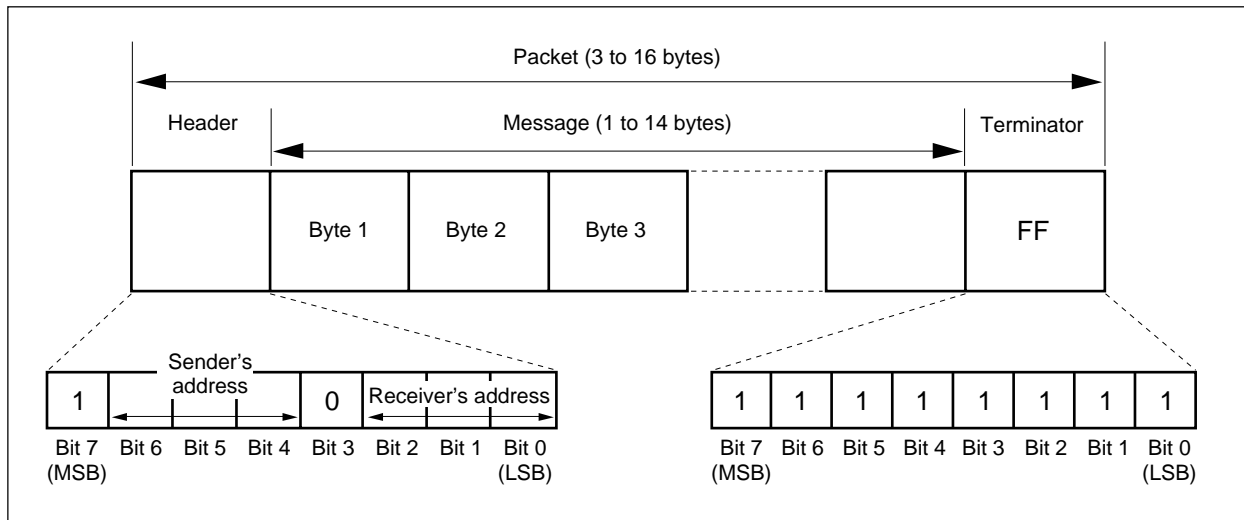 Packet (3 to 16 bytes)
Header
Message (1 to 14 bytes)
Terminator
Byte 1
Byte 2
Byte 3
FF
Sender’s
address
Receiver’s address
1
0
Bit 7
(MSB)
Bit 6
Bit 5
Bit 4
Bit 3
Bit 2
Bit 1
Bit 0
(LSB)
1 1 1 1 1 1 1 1
Bit 7
(MSB)
Bit 6
Bit 5
Bit 4
Bit 3
Bit 2
Bit 1
Bit 0
(LSB)